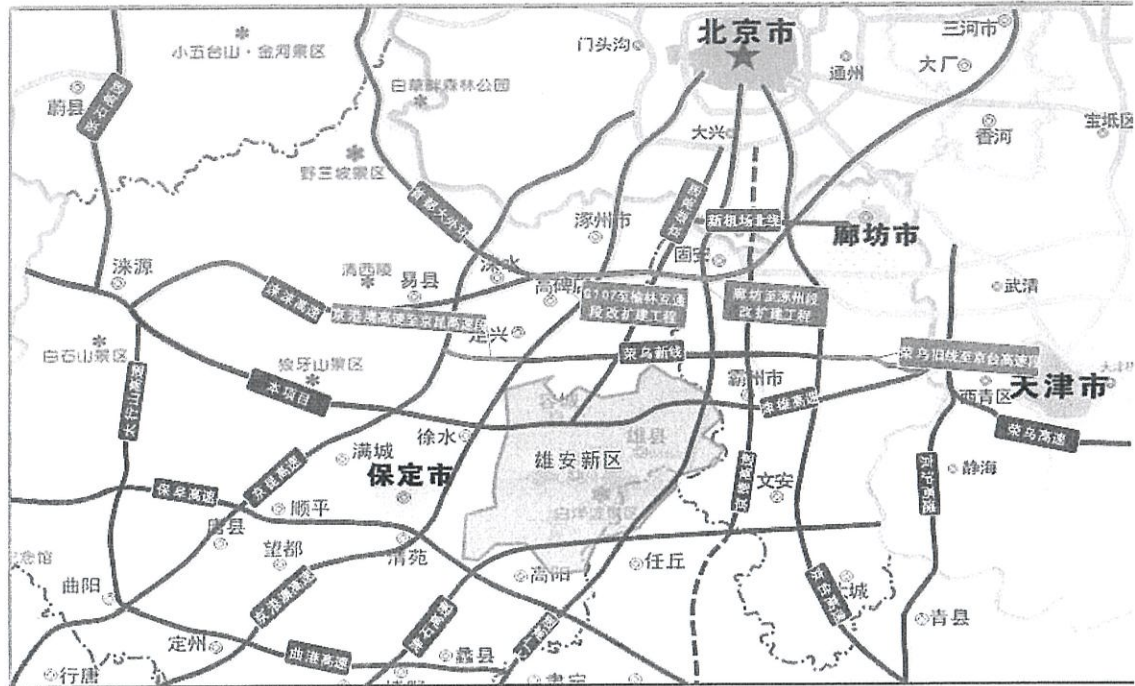 北京市
三河市
小五台山·金河景区
门头沟
通州
大厂
蔚县
白草畔森林公园
香河
宝坻区
大兴
野三坡景区
首都大外环
涿州市
新机场北线
廊坊市
固安
涞源
清西陵
易县
涞水
武清
涞涞高速
高碑店
G107至榆林互通
段改扩建工程
廊坊至涿州段
改扩建工程
京港澳高速至京昆高速段
定兴
白石山景区
狼牙山景区
荣乌新线
荣乌旧线至京台高速段
霸州市
天津市
西青区
本项目
容城
津雄高速
荣乌高速
徐水
雄县
满城
雄安新区
保定市
京昆高速
文安
静海
京沪高速
保阜高速
顺平
唐县
望都
清苑
高阳
任丘
曲阳
京港澳高速
大城
京台高速
青县
定州
曲港高速
蠡县
行唐
肃宁